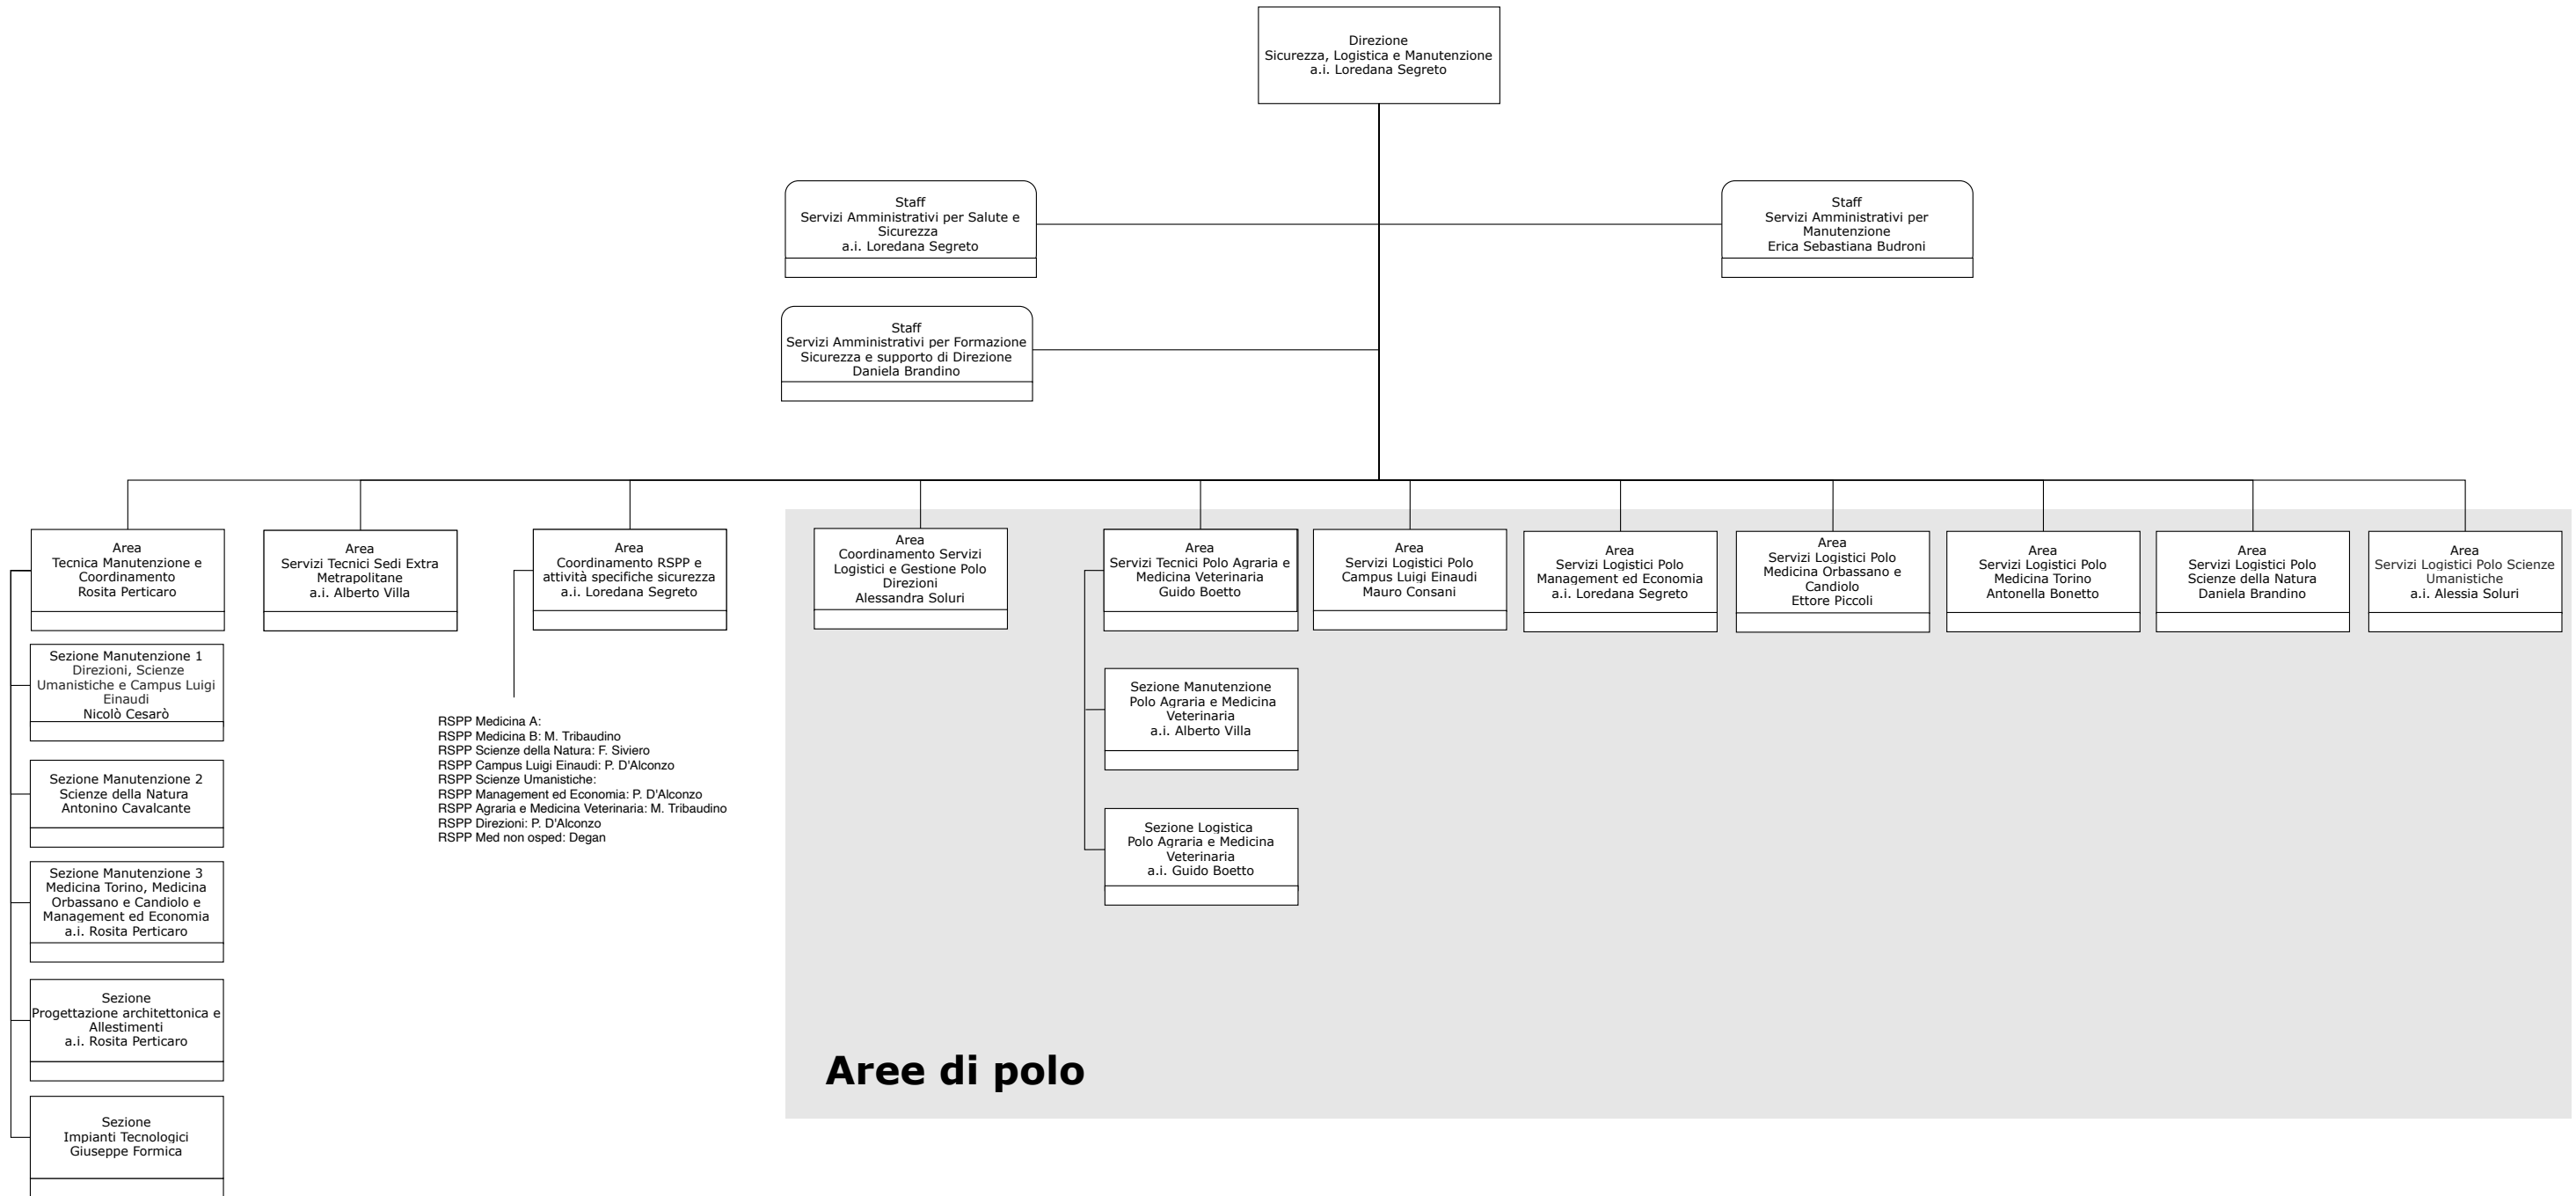 Direzione
Sicurezza, Logistica e Manutenzione
a.i. Loredana Segreto
Staff
Servizi Amministrativi per Salute e
Sicurezza
a.i. Loredana Segreto
Staff
Servizi Amministrativi per
Manutenzione
Erica Sebastiana Budroni
Staff
Servizi Amministrativi per Formazione
Sicurezza e supporto di Direzione
Daniela Brandino
Area
Tecnica Manutenzione e
Coordinamento
Rosita Perticaro
Area
Servizi Tecnici Sedi Extra
Metrapolitane
a.i. Alberto Villa
Area
Coordinamento RSPP e
attività specifiche sicurezza
a.i. Loredana Segreto
Area
Coordinamento Servizi
Logistici e Gestione Polo
Direzioni
Alessandra Soluri
Area
Servizi Tecnici Polo Agraria e
Medicina Veterinaria
Guido Boetto
Area
Servizi Logistici Polo
Campus Luigi Einaudi
Mauro Consani
Area
Servizi Logistici Polo
Management ed Economia
a.i. Loredana Segreto
Area
Servizi Logistici Polo
Medicina Orbassano e
Candiolo
Ettore Piccoli
Area
Servizi Logistici Polo
Medicina Torino
Antonella Bonetto
Area
Servizi Logistici Polo
Scienze della Natura
Daniela Brandino
Area
Servizi Logistici Polo Scienze
Umanistiche
a.i. Alessia Soluri
Sezione Manutenzione 1
Direzioni, Scienze
Umanistiche e Campus Luigi
Einaudi
Nicolò Cesarò
Sezione Manutenzione 2
Scienze della Natura
Antonino Cavalcante
Sezione Manutenzione 3
Medicina Torino, Medicina
Orbassano e Candiolo e
Management ed Economia
a.i. Rosita Perticaro
Sezione
Progettazione architettonica e
Allestimenti
a.i. Rosita Perticaro
Sezione
Impianti Tecnologici
Giuseppe Formica
RSPP Medicina A:
RSPP Medicina B: M. Tribaudino
RSPP Scienze della Natura: F. Siviero
RSPP Campus Luigi Einaudi: P. D'Alconzo
RSPP Scienze Umanistiche:
RSPP Management ed Economia: P. D'Alconzo
RSPP Agraria e Medicina Veterinaria: M. Tribaudino
RSPP Direzioni: P. D'Alconzo
RSPP Med non osped: Degan
Sezione Manutenzione
Polo Agraria e Medicina
Veterinaria
a.i. Alberto Villa
Sezione Logistica
Polo Agraria e Medicina
Veterinaria
a.i. Guido Boetto
Aree di polo